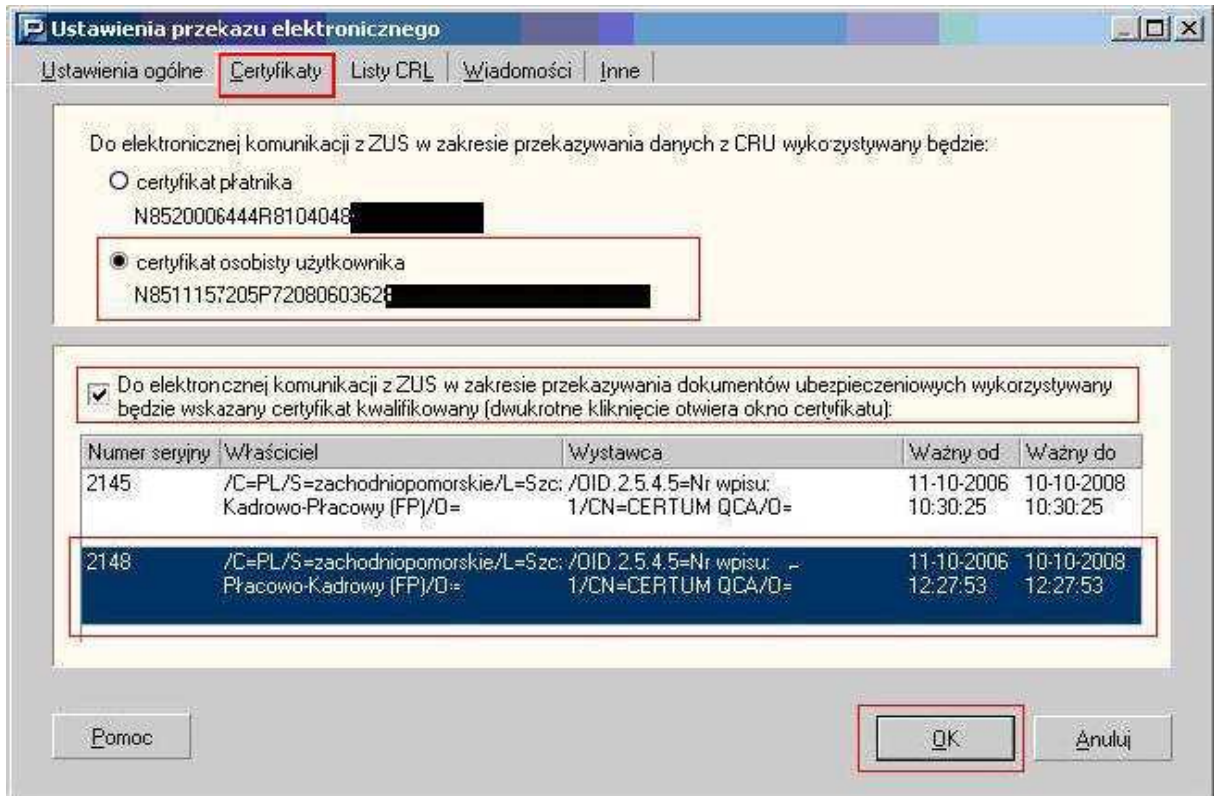 Ustawienia przekazu elektronicznego
Ustawienia ogólne Certyfikaty Listy CRL Wiadomości Inne
Do elektronicznej komunikacji z ZUS w zakresie przekazywania danych z CRU wykorzystywany będzie:
certyfikat płatnika
N8520006444R8104048
certyfikat osobisty użytkownika
N8511157205P7208060362
Do elektroncznej komunikacji z ZUS w zakresie przekazywania dokumentów ubezpieczeniowych wykorzystywany
będzie wskazany certyfikat kwalifikowany (dwukrotne kliknięcie otwiera okno certyfikatu):
Numer seryjny Właściciel Wystawca Ważny od Ważny do
2145 /C=PL/S=zachodniopomorskie/L=Szc: /OID.2.5.4.5=Nr wpisu: 11-10-2006 10-10-2008
Kadrowo-Płacowy (FP)/O= 1/CN=CERTUM QCA/O= 10:30:25 10:30:25
2148 /C=PL/S=zachodniopomorskie/L=Szc: /OID.2.5.4.5=Nr wpisu: 11-10-2006 10-10-2008
Płacowo-Kadrowy (FP)/O= 1/CN=CERTUM QCA/O= 12:27:53 12:27:53
Pomoc OK Anuluj